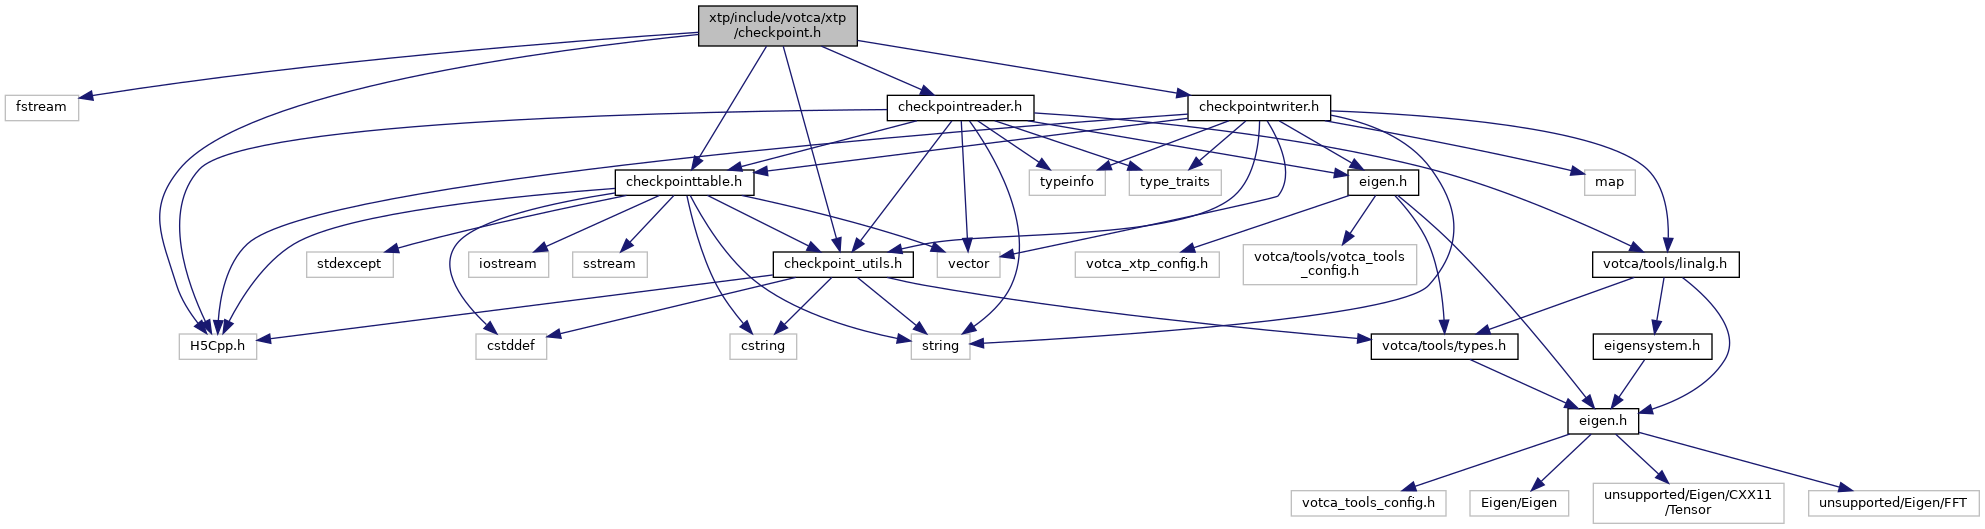 xtp/include/votca/xtp
/checkpoint.h
fstream
checkpointreader.h
checkpointwriter.h
checkpointtable.h
typeinfo
type_traits
eigen.h
map
stdexcept
iostream
sstream
checkpoint_utils.h
vector
votca_xtp_config.h
votca/tools/votca_tools
_config.h
votca/tools/linalg.h
H5Cpp.h
cstddef
cstring
string
votca/tools/types.h
eigensystem.h
eigen.h
votca_tools_config.h
Eigen/Eigen
unsupported/Eigen/CXX11
/Tensor
unsupported/Eigen/FFT